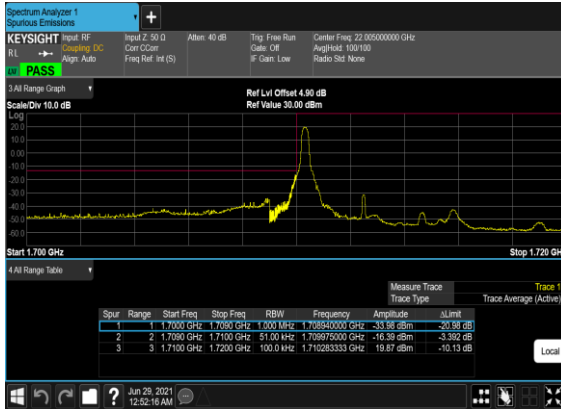 Spectrum Analyzer 1
Spurious Emissions
+
KEYSIGHT Input: RF Input Z: 50 Ω Atten: 40 dB Trig: Free Run Center Freq: 22.005000000 GHz
RL Coupling: DC Corr CCorr Gate: Off Avg|Hold: 100/100
Align: Auto Freq Ref: Int (S) IF Gain: Low Radio Std: None
PASS
3 All Range Graph
Ref Lvl Offset 4.90 dB
Scale/Div 10.0 dB Ref Value 30.00 dBm
Log
20.0
10.0
0.00
-10.0
-20.0
-30.0
-40.0
-50.0
-60.0
Start 1.700 GHz Stop 1.720 GH
4 All Range Table
Measure Trace Trace 1
Trace Type Trace Average (Active)
Spur Range Start Freq Stop Freq RBW Frequency Amplitude ΔLimit
1 1 1.7000 GHz 1.7090 GHz 1.000 MHz 1.708940000 GHz -33.98 dBm -20.98 dB
2 2 1.7090 GHz 1.7100 GHz 51.00 kHz 1.709975000 GHz -16.39 dBm -3.392 dB
3 3 1.7100 GHz 1.7200 GHz 100.0 kHz 1.710283333 GHz 19.87 dBm -10.13 dB
Local
? Jun 29, 2021
12:52:16 AM